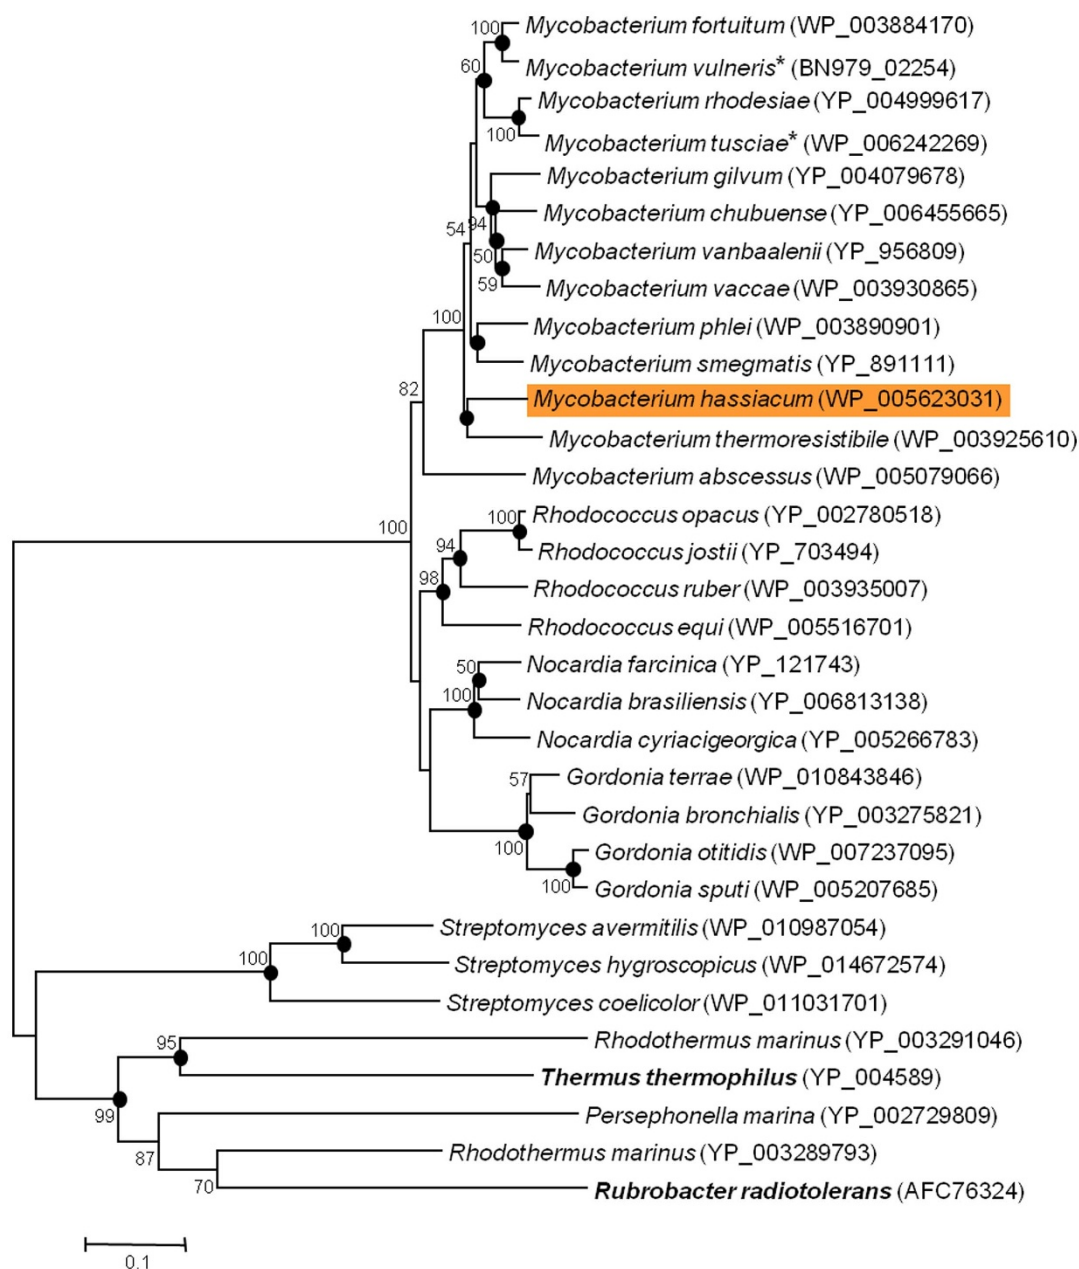 100
Mycobacterium fortuitum (WP_003884170)
60
Mycobacterium vulneris* (BN979_02254)
Mycobacterium rhodesiae (YP_004999617)
100
Mycobacterium tusciae* (WP_006242269)
Mycobacterium gilvum (YP_004079678)
Mycobacterium chubuense (YP_006455665)
54
94
Mycobacterium vanbaalenii (YP_956809)
50
59
Mycobacterium vaccae (WP_003930865)
100
Mycobacterium phlei (WP_003890901)
Mycobacterium smegmatis (YP_891111)
82
Mycobacterium hassiacum (WP_005623031)
Mycobacterium thermoresistibile (WP_003925610)
Mycobacterium abscessus (WP_005079066)
100
100
Rhodococcus opacus (YP_002780518)
94
Rhodococcus jostii (YP_703494)
98
Rhodococcus ruber (WP_003935007)
Rhodococcus equi (WP_005516701)
50
Nocardia farcinica (YP_121743)
100
Nocardia brasiliensis (YP_006813138)
Nocardia cyriacigeorgica (YP_005266783)
57
Gordonia terrae (WP_010843846)
Gordonia bronchialis (YP_003275821)
100
Gordonia otitidis (WP_007237095)
100
Gordonia sputi (WP_005207685)
100
Streptomyces avermitilis (WP_010987054)
100
Streptomyces hygroscopicus (WP_014672574)
Streptomyces coelicolor (WP_011031701)
95
Rhodothermus marinus (YP_003291046)
Thermus thermophilus (YP_004589)
99
Persephonella marina (YP_002729809)
87
Rhodothermus marinus (YP_003289793)
70
Rubrobacter radiotolerans (AFC76324)
0.1